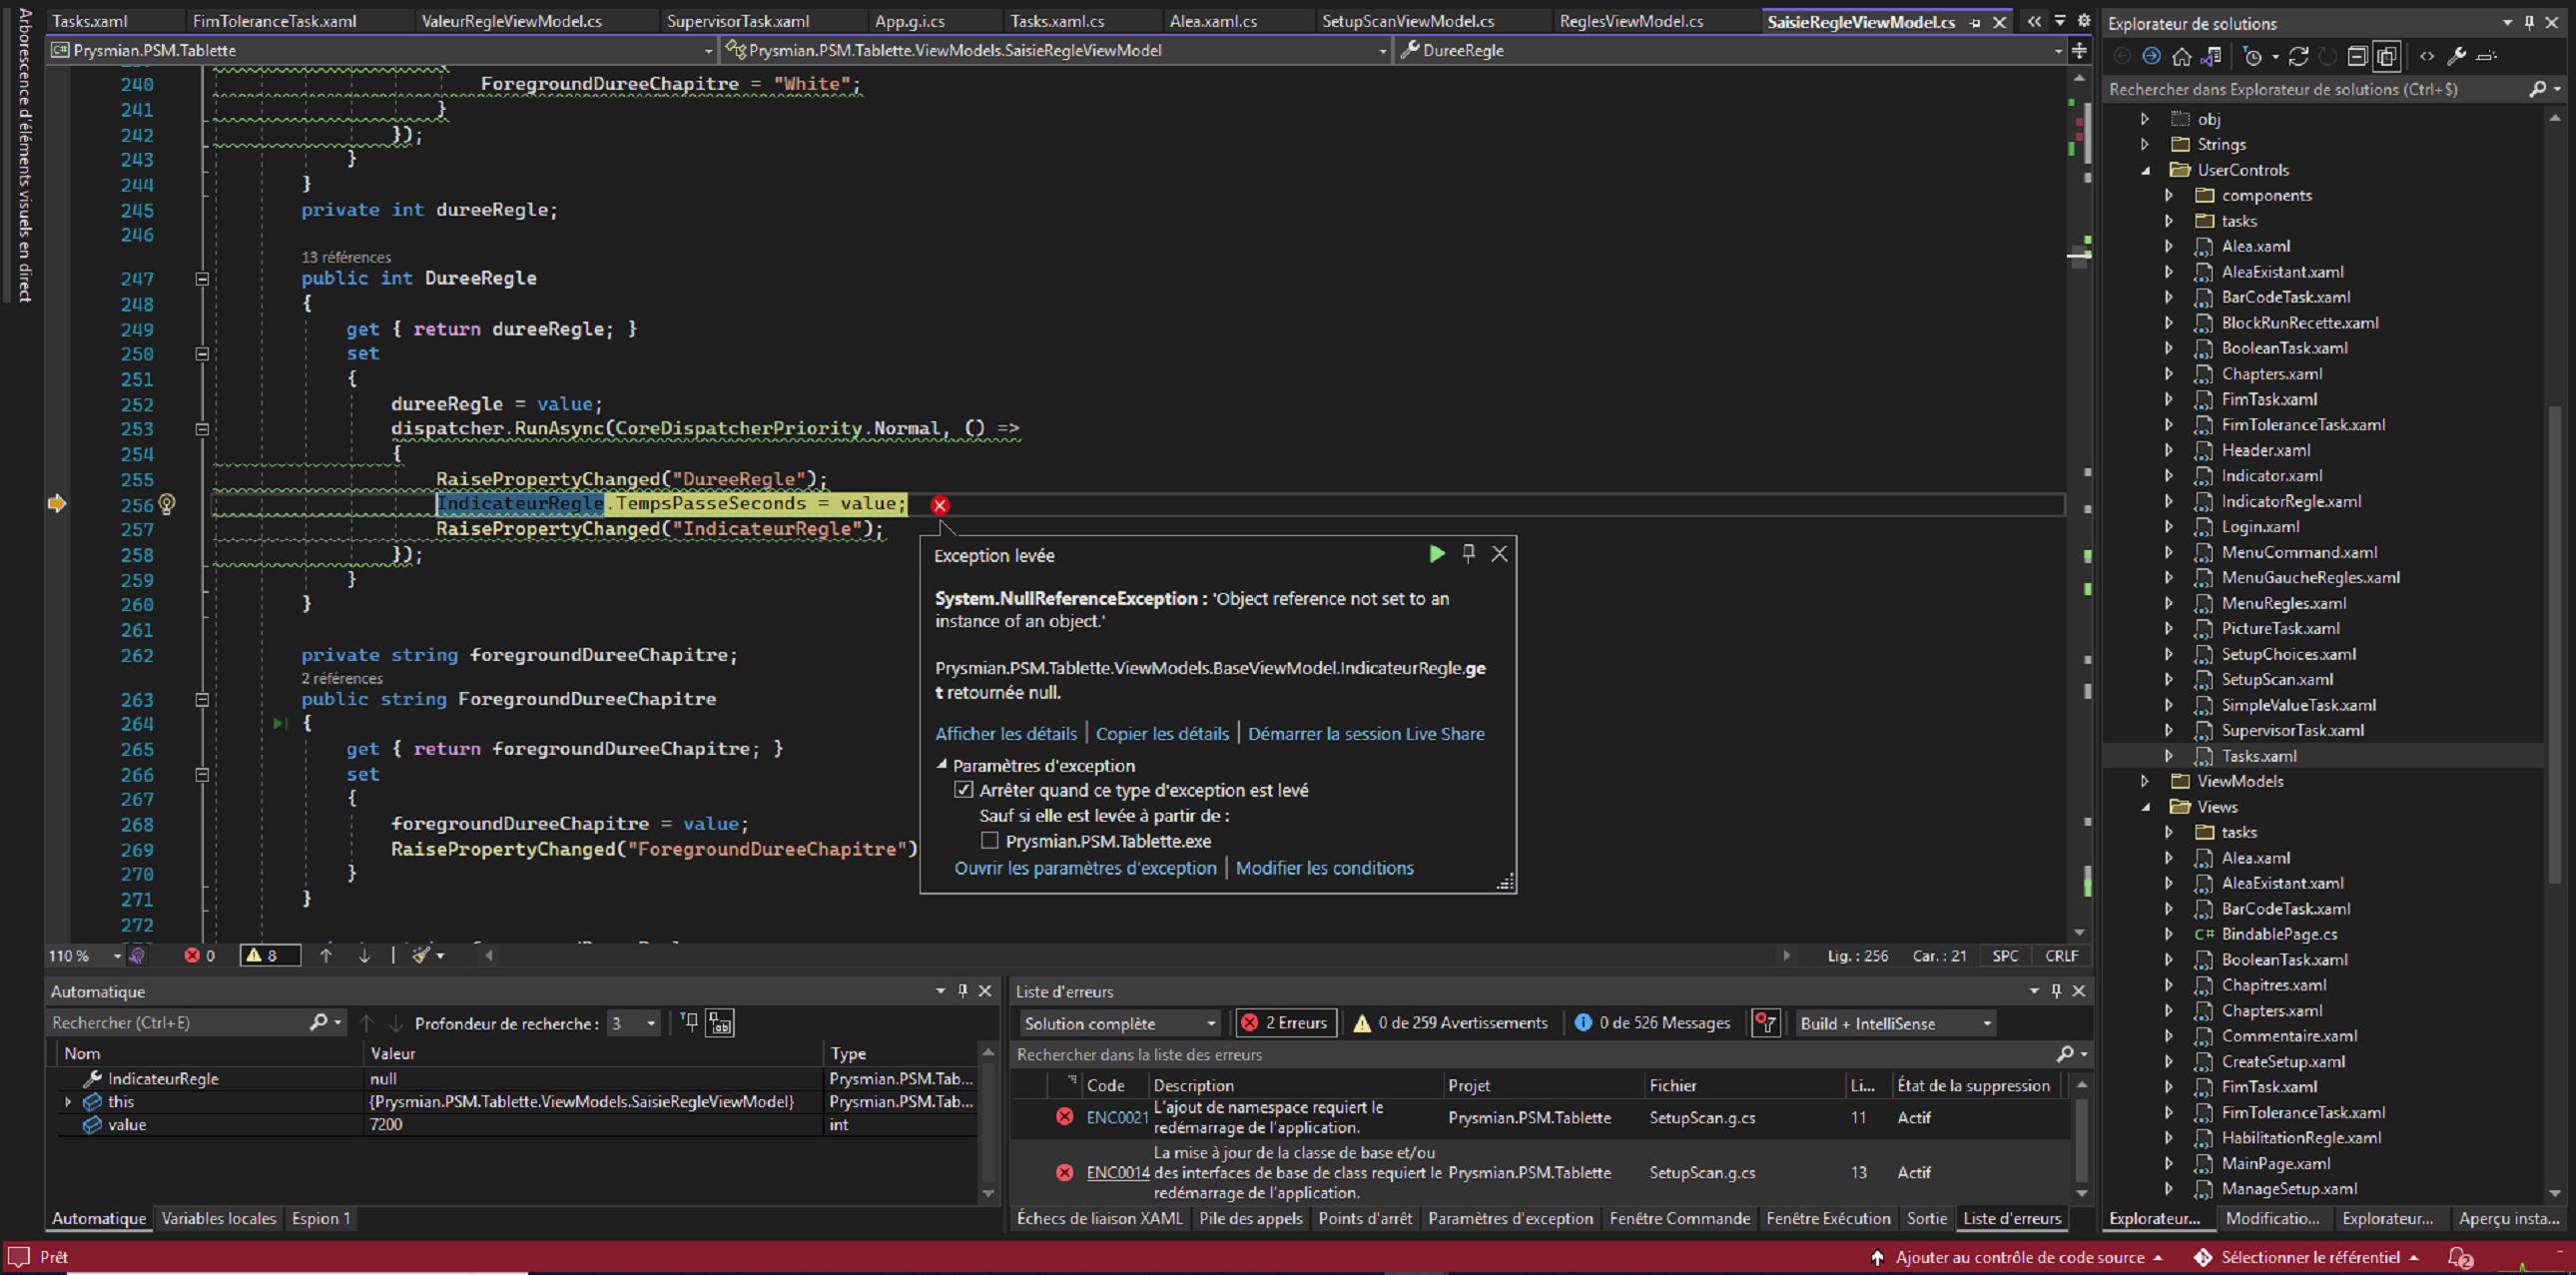 Arborescence d'éléments visuels en direct
Tasks.xaml FimToleranceTask.xaml ValeurRegleViewModel.cs SupervisorTask.xaml App.g.i.cs Tasks.xaml.cs Alea.xaml.cs SetupScanViewModel.cs ReglesViewModel.cs SaisieRegleViewModel.cs
Prysmian.PSM.Tablette Prysmian.PSM.Tablette.ViewModels.SaisieRegleViewModel DureeRegle
240 ForegroundDureeChapitre = "White";
241 }
242 });
243 }
244 }
245 private int dureeRegle;
246
13 références
247 public int DureeRegle
248 {
249 get { return dureeRegle; }
250 set
251 {
252 dureeRegle = value;
253 dispatcher.RunAsync(CoreDispatcherPriority.Normal, () =>
254 {
255 RaisePropertyChanged("DureeRegle");
256 IndicateurRegle.TempsPasseSeconds = value;
257 RaisePropertyChanged("IndicateurRegle");
258 });
259 }
260 }
261
262 private string foregroundDureeChapitre;
2 références
263 public string ForegroundDureeChapitre
264 {
265 get { return foregroundDureeChapitre; }
266 set
267 {
268 foregroundDureeChapitre = value;
269 RaisePropertyChanged("ForegroundDureeChapitre")
270 }
271 }
272
Exception levée
System.NullReferenceException : 'Object reference not set to an
instance of an object.'
Prysmian.PSM.Tablette.ViewModels.BaseViewModel.IndicateurRegle.ge
t retournée null.
Afficher les détails | Copier les détails | Démarrer la session Live Share
Paramètres d'exception
Arrêter quand ce type d'exception est levé
Sauf si elle est levée à partir de :
Prysmian.PSM.Tablette.exe
Ouvrir les paramètres d'exception | Modifier les conditions
110 % 0 8 Lig. : 256 Car. : 21 SPC CRLF
Automatique
Rechercher (Ctrl+E) Profondeur de recherche : 3
Nom Valeur Type
IndicateurRegle null Prysmian.PSM.Tab...
this {Prysmian.PSM.Tablette.ViewModels.SaisieRegleViewModel} Prysmian.PSM.Tab...
value 7200 int
Automatique Variables locales Espion 1
Liste d'erreurs
Solution complète 2 Erreurs 0 de 259 Avertissements 0 de 526 Messages Build + IntelliSense
Rechercher dans la liste des erreurs
Code Description Projet Fichier Li... État de la suppression
ENC0021 L'ajout de namespace requiert le redémarrage de l'application. Prysmian.PSM.Tablette SetupScan.g.cs 11 Actif
ENC0014 La mise à jour de la classe de base et/ou des interfaces de base de class requiert le redémarrage de l'application. Prysmian.PSM.Tablette SetupScan.g.cs 13 Actif
Échecs de liaison XAML Pile des appels Points d'arrêt Paramètres d'exception Fenêtre Commande Fenêtre Exécution Sortie Liste d'erreurs
Explorateur de solutions
Rechercher dans Explorateur de solutions (Ctrl+$)
obj
Strings
UserControls
components
tasks
Alea.xaml
AleaExistant.xaml
BarCodeTask.xaml
BlockRunRecette.xaml
BooleanTask.xaml
Chapters.xaml
FimTask.xaml
FimToleranceTask.xaml
Header.xaml
Indicator.xaml
IndicatorRegle.xaml
Login.xaml
MenuCommand.xaml
MenuGaucheRegles.xaml
MenuRegles.xaml
PictureTask.xaml
SetupChoices.xaml
SetupScan.xaml
SimpleValueTask.xaml
SupervisorTask.xaml
Tasks.xaml
ViewModels
Views
tasks
Alea.xaml
AleaExistant.xaml
BarCodeTask.xaml
C# BindablePage.cs
BooleanTask.xaml
Chapitres.xaml
Chapters.xaml
Commentaire.xaml
CreateSetup.xaml
FimTask.xaml
FimToleranceTask.xaml
HabilitationRegle.xaml
MainPage.xaml
ManageSetup.xaml
Explorateur... Modificatio... Explorateur... Aperçu insta...
Prêt Ajouter au contrôle de code source Sélectionner le référentiel 2